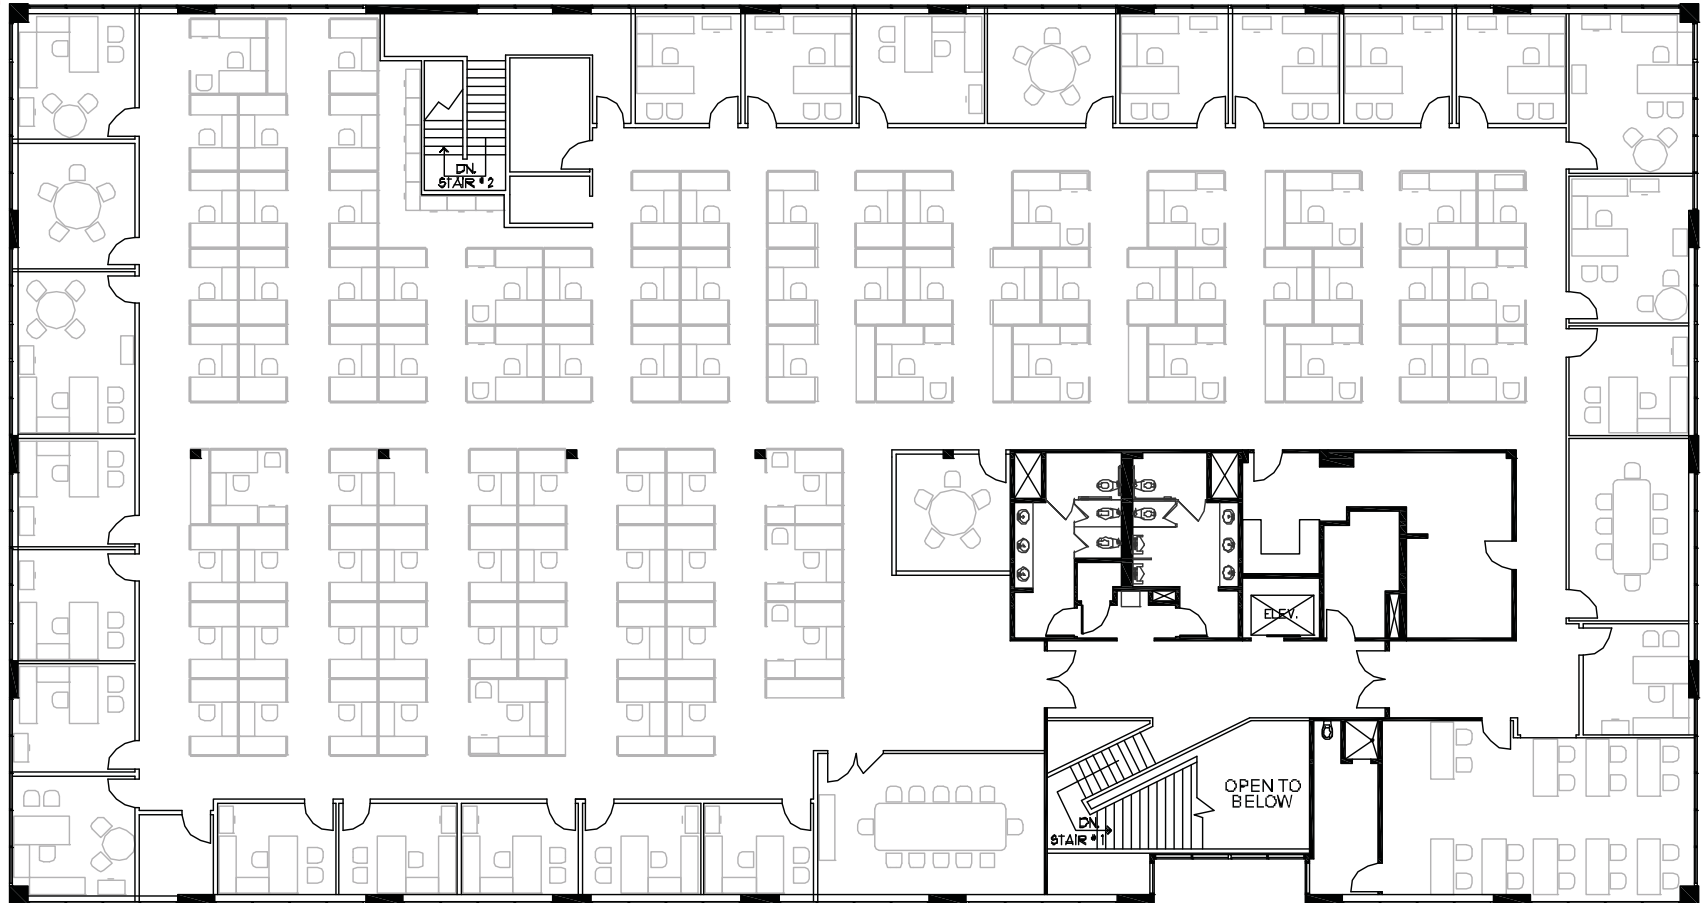 DN.
STAIR #2
ELEV.
OPEN TO
BELOW
DN.
STAIR #1